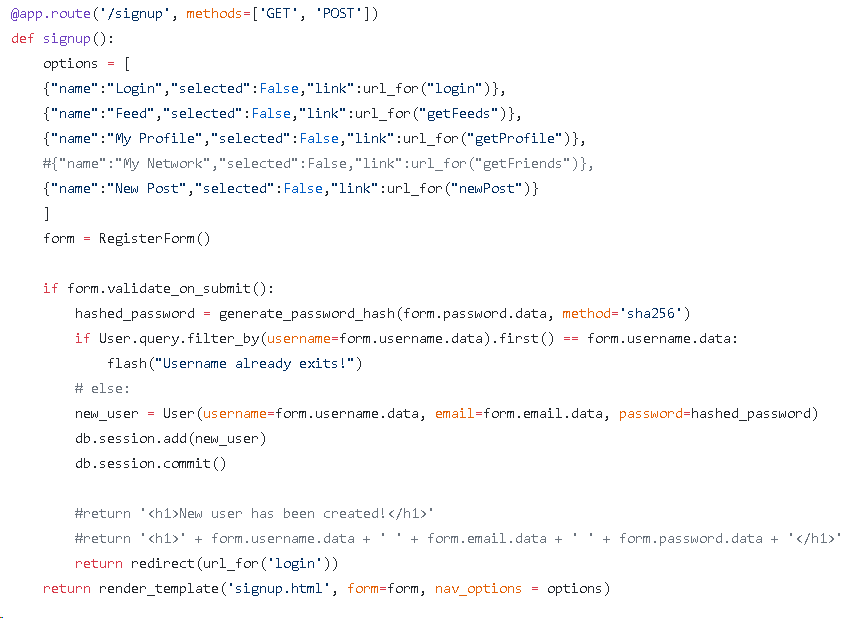 @app.route('/signup', methods=['GET', 'POST'])
def signup():
    options = [
    {"name":"Login","selected":False,"link":url_for("login")},
    {"name":"Feed","selected":False,"link":url_for("getFeeds")},
    {"name":"My Profile","selected":False,"link":url_for("getProfile")},
    #{"name":"My Network","selected":False,"link":url_for("getFriends")},
    {"name":"New Post","selected":False,"link":url_for("newPost")}
    ]
    form = RegisterForm()

    if form.validate_on_submit():
        hashed_password = generate_password_hash(form.password.data, method='sha256')
        if User.query.filter_by(username=form.username.data).first() == form.username.data:
            flash("Username already exits!")
        # else:
        new_user = User(username=form.username.data, email=form.email.data, password=hashed_password)
        db.session.add(new_user)
        db.session.commit()

        #return '<h1>New user has been created!</h1>'
        #return '<h1>' + form.username.data + ' ' + form.email.data + ' ' + form.password.data + '</h1>'
        return redirect(url_for('login'))
    return render_template('signup.html', form=form, nav_options = options)